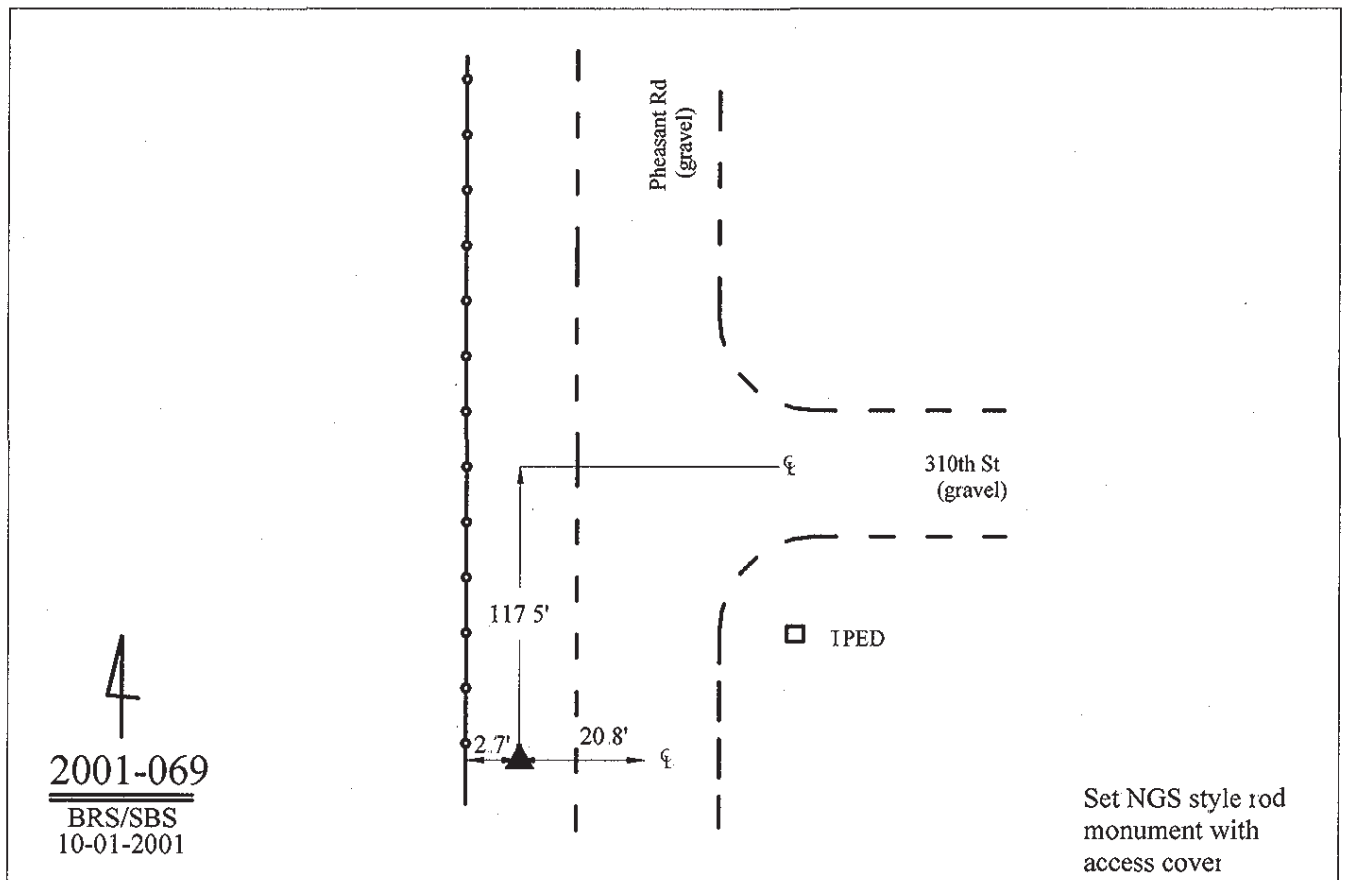 Pheasant Rd
(gravel)
℄
310th St
(gravel)
117 5'
TPED
2.7'
20.8'
℄
2001-069
BRS/SBS
10-01-2001
Set NGS style rod
monument with
access cover